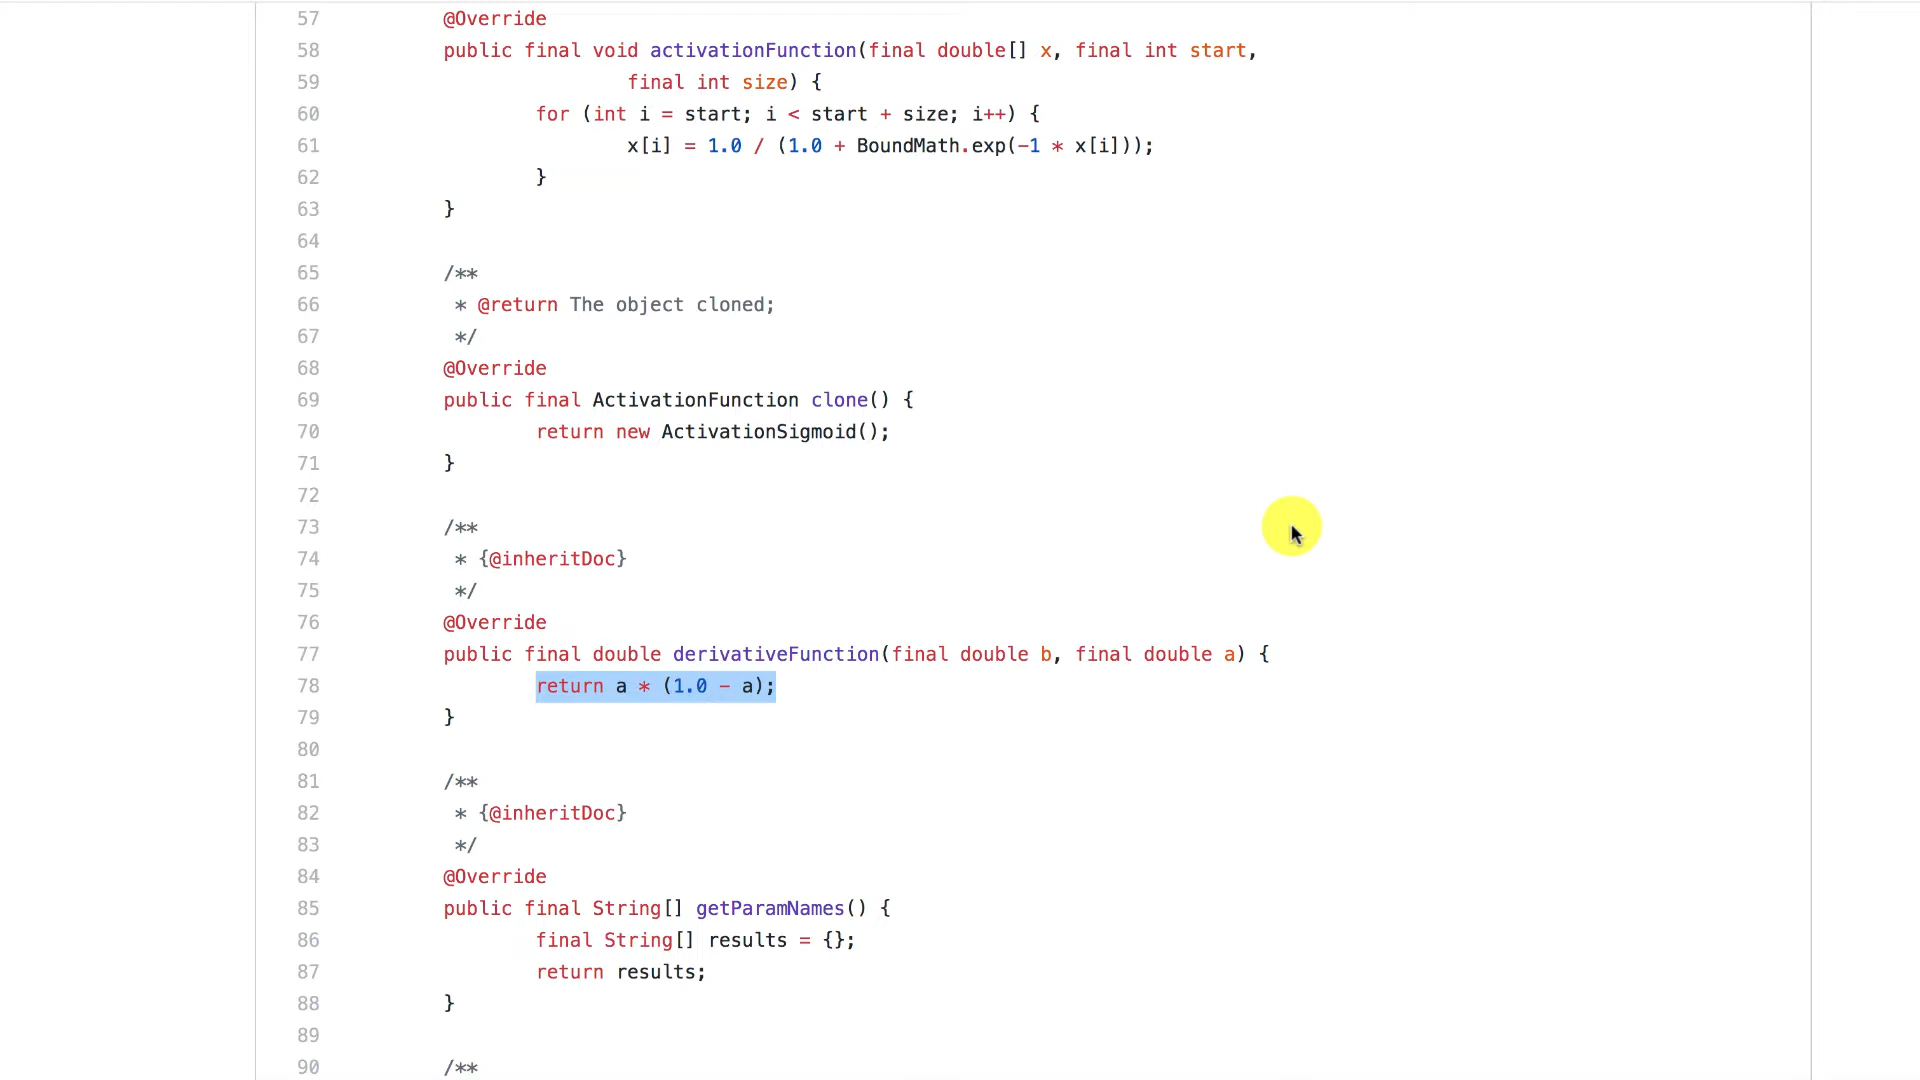 57 @Override
58 public final void activationFunction(final double[] x, final int start,
59 final int size) {
60 for (int i = start; i < start + size; i++) {
61 x[i] = 1.0 / (1.0 + BoundMath.exp(-1 * x[i]));
62 }
63 }
64
65 /**
66 * @return The object cloned;
67 */
68 @Override
69 public final ActivationFunction clone() {
70 return new ActivationSigmoid();
71 }
72
73 /**
74 * {@inheritDoc}
75 */
76 @Override
77 public final double derivativeFunction(final double b, final double a) {
78 return a * (1.0 - a);
79 }
80
81 /**
82 * {@inheritDoc}
83 */
84 @Override
85 public final String[] getParamNames() {
86 final String[] results = {};
87 return results;
88 }
89
90 /**